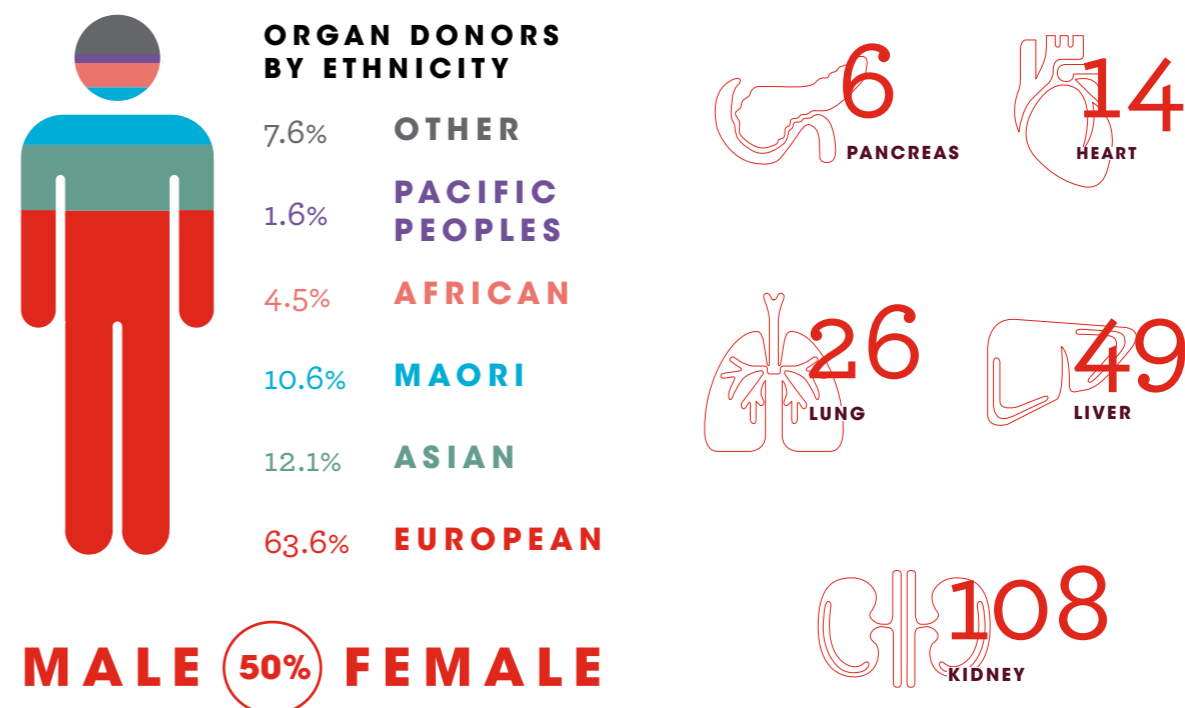 ORGAN DONORS
BY ETHNICITY
7.6% OTHER
1.6% PACIFIC
PEOPLES
4.5% AFRICAN
10.6% MAORI
12.1% ASIAN
63.6% EUROPEAN
MALE 50% FEMALE
6
PANCREAS
14
HEART
26
LUNG
49
LIVER
108
KIDNEY